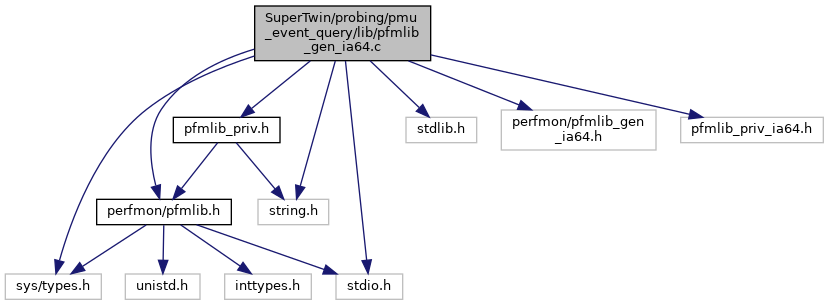 SuperTwin/probing/pmu
_event_query/lib/pfmlib
_gen_ia64.c
pfmlib_priv.h
stdlib.h
perfmon/pfmlib_gen
_ia64.h
pfmlib_priv_ia64.h
perfmon/pfmlib.h
string.h
sys/types.h
unistd.h
inttypes.h
stdio.h